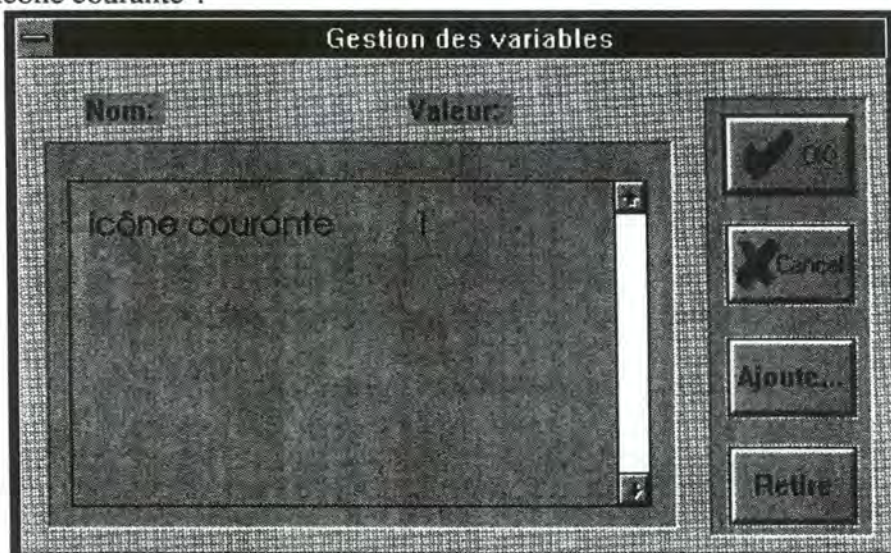 icône courante".
Gestion des variables
Nom: Valeur:
icône courante 1
OK
Cancel
Ajoute...
Retire